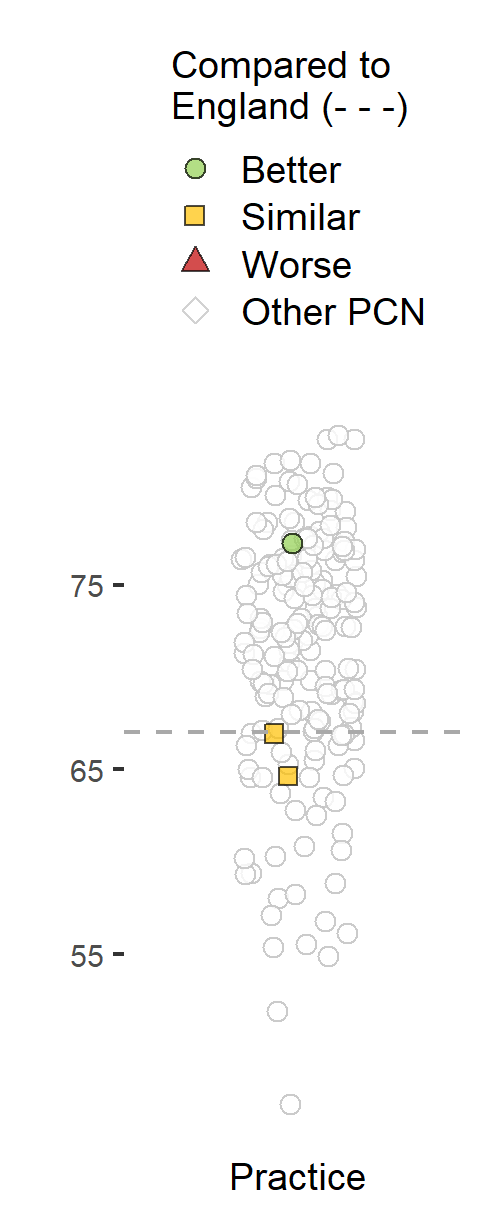 Compared to
England (- - -)
Better
Similar
Worse
Other PCN
75
65
55
Practice